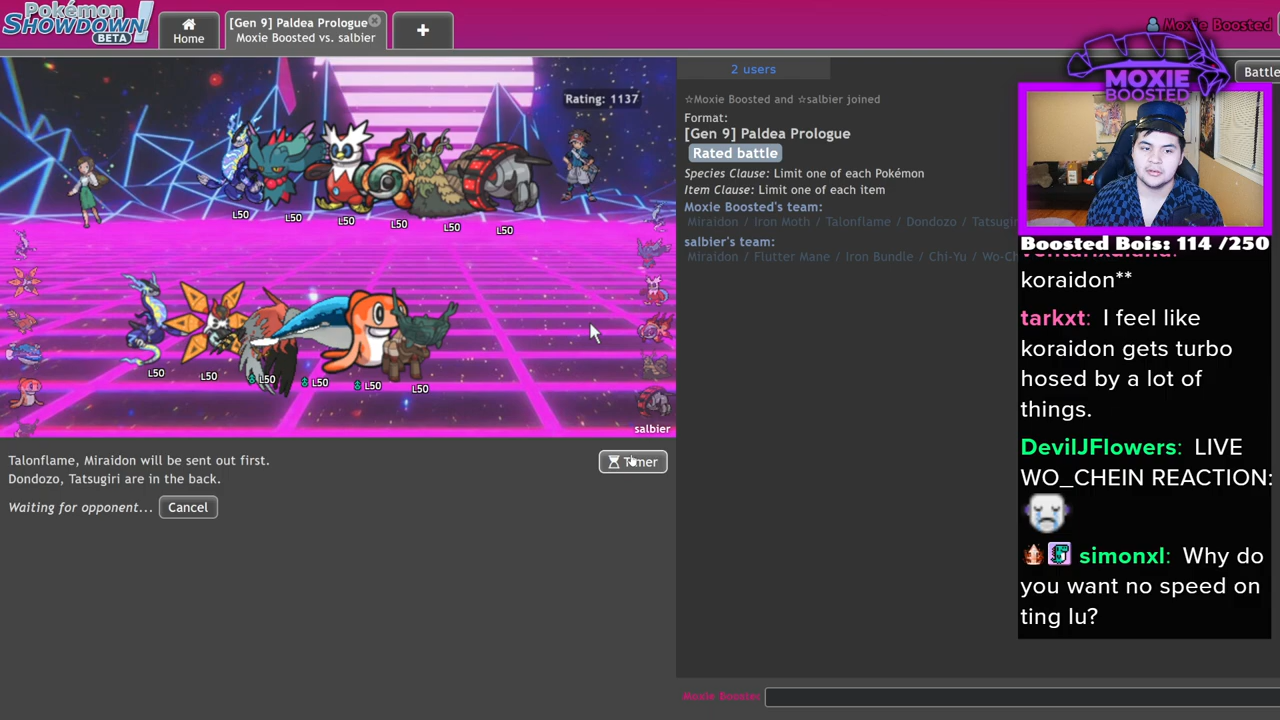 Pokémon
SHOWDOWN!
BETA
Home
[Gen 9] Paldea Prologue
Moxie Boosted vs. salbier
+
Moxie Boosted
Battle
MOXIE
BOOSTED
Rating: 1137
L50
L50
L50
L50
L50
L50
L50
L50
L50
L50
L50
L50
salbier
2 users
☆Moxie Boosted and ☆salbier joined
Format:
[Gen 9] Paldea Prologue
Rated battle
Species Clause: Limit one of each Pokémon
Item Clause: Limit one of each item
Moxie Boosted's team:
Miraidon / Iron Moth / Talonflame / Dondozo / Tatsugiri
salbier's team:
Miraidon / Flutter Mane / Iron Bundle / Chi-Yu / Wo-Ch
Talonflame, Miraidon will be sent out first.
Dondozo, Tatsugiri are in the back.
Waiting for opponent...
Cancel
Timer
Moxie Boosted
Boosted Bois: 114 /250
koraidon**
tarkxt: I feel like
koraidon gets turbo
hosed by a lot of
things.
DevilJFlowers: LIVE
WO_CHEIN REACTION:
simonxl: Why do
you want no speed on
ting lu?